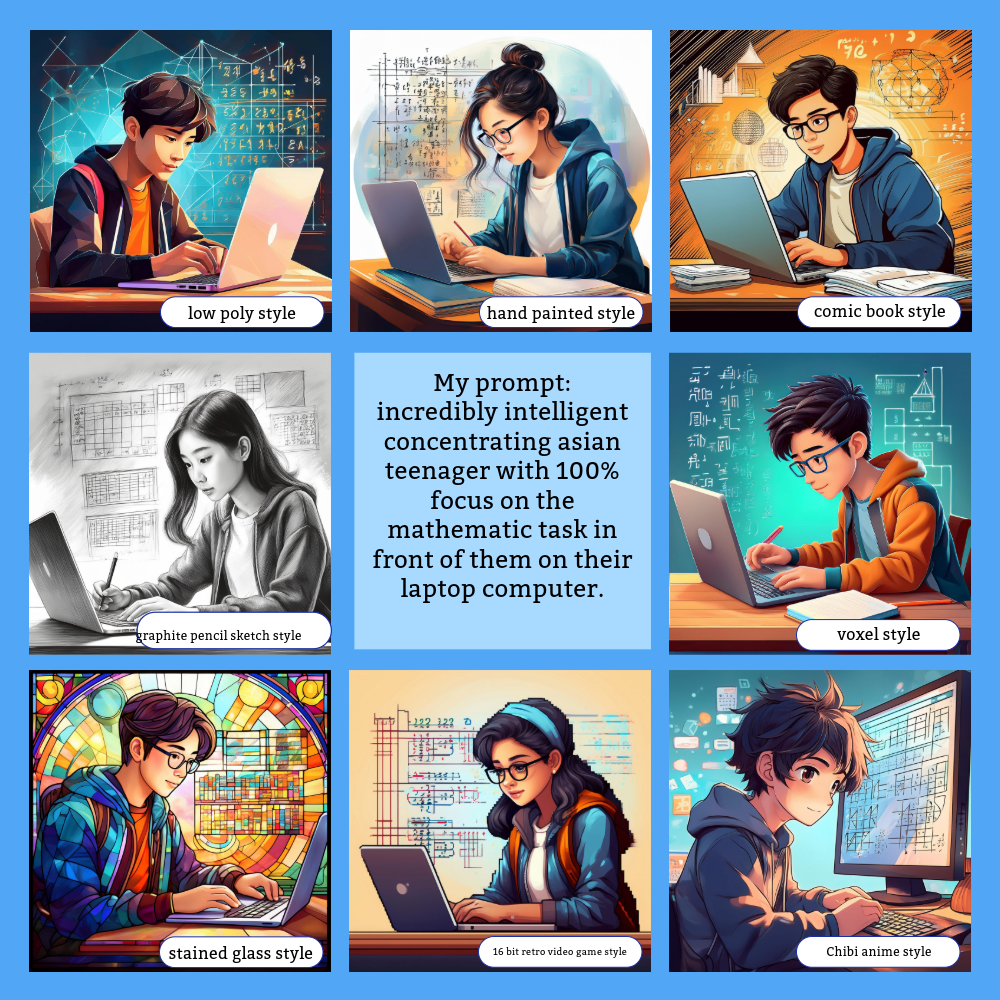 low poly style
hand painted style
comic book style
My prompt:
incredibly intelligent
concentrating asian
teenager with 100%
focus on the
mathematic task in
front of them on their
laptop computer.
graphite pencil sketch style
voxel style
stained glass style
16 bit retro video game style
Chibi anime style